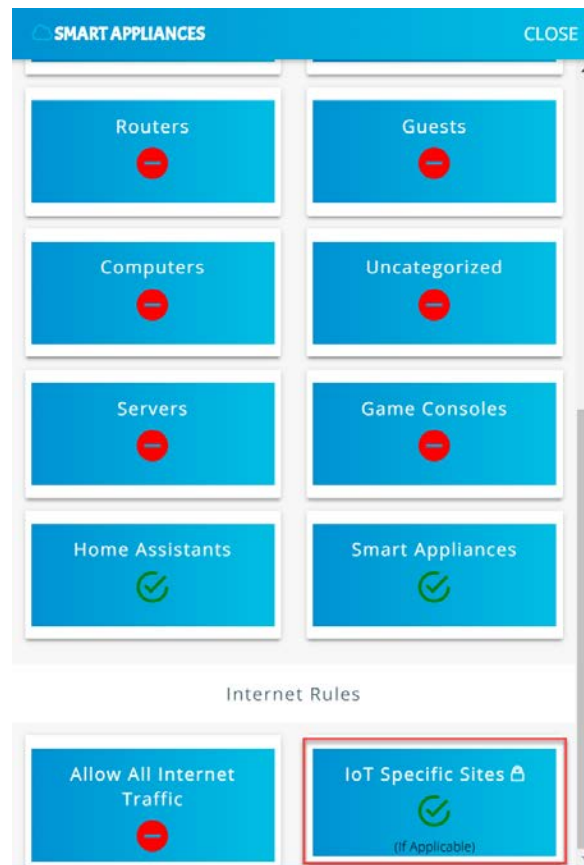 SMART APPLIANCES CLOSE
Routers Guests
Computers Uncategorized
Servers Game Consoles
Home Assistants Smart Appliances
Internet Rules
Allow All Internet
Traffic
IoT Specific Sites
(If Applicable)